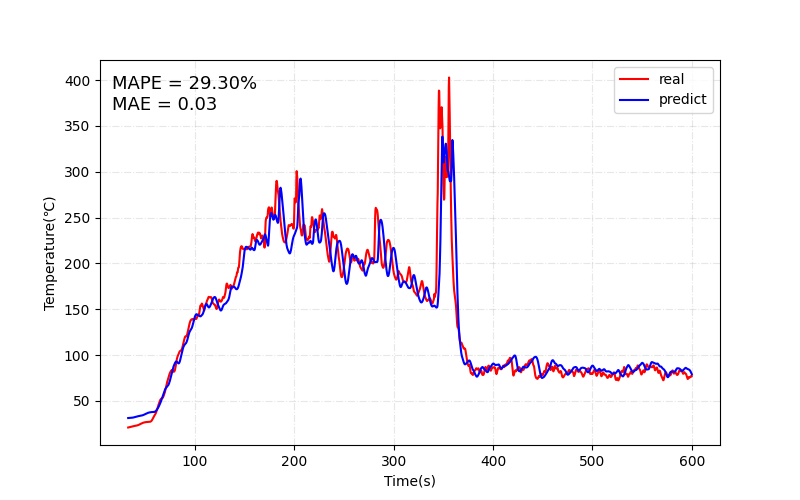 MAPE = 29.30%
MAE = 0.03
real
predict
400
350
300
250
200
150
100
50
Temperature(℃)
100
200
300
400
500
600
Time(s)